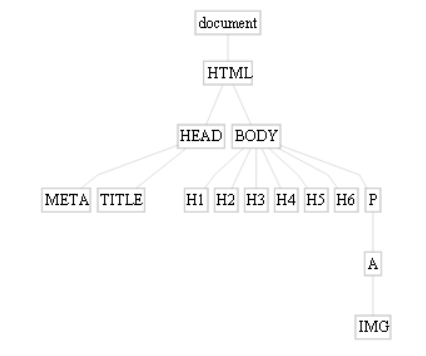 document
HTML
HEAD BODY
META TITLE H1 H2 H3 H4 H5 H6 P
A
IMG